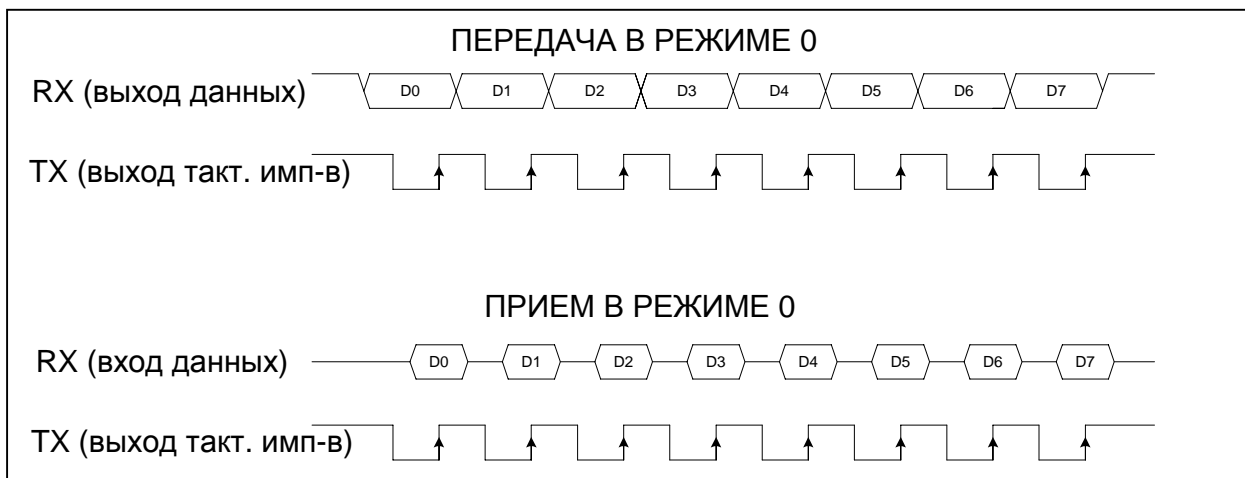 ПЕРЕДАЧА В РЕЖИМЕ 0
RX (выход данных) D0 D1 D2 D3 D4 D5 D6 D7
TX (выход такт. имп-в)
ПРИЕМ В РЕЖИМЕ 0
RX (вход данных) D0 D1 D2 D3 D4 D5 D6 D7
TX (выход такт. имп-в)